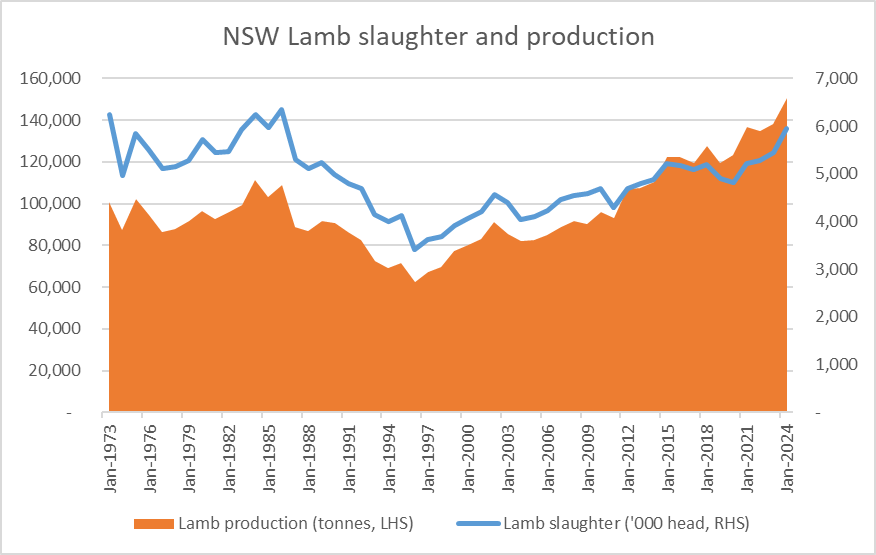 NSW Lamb slaughter and production
160,000
140,000
120,000
100,000
80,000
60,000
40,000
20,000
-
7,000
6,000
5,000
4,000
3,000
2,000
1,000
-
Jan-1973
Jan-1976
Jan-1979
Jan-1982
Jan-1985
Jan-1988
Jan-1991
Jan-1994
Jan-1997
Jan-2000
Jan-2003
Jan-2006
Jan-2009
Jan-2012
Jan-2015
Jan-2018
Jan-2021
Jan-2024
Lamb production (tonnes, LHS)
Lamb slaughter ('000 head, RHS)